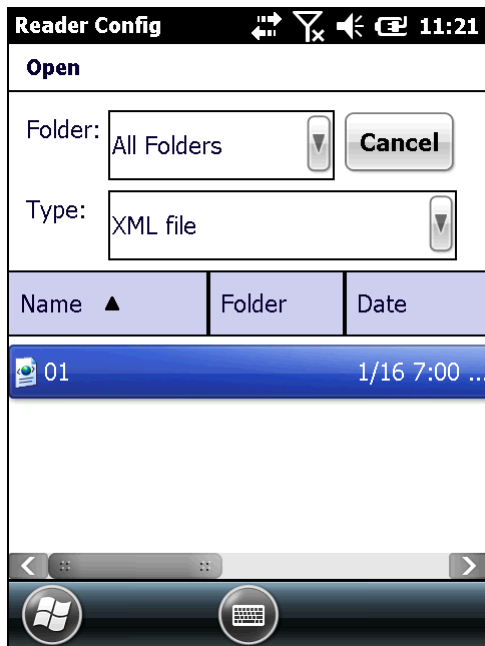 Reader Config 11:21
Open
Folder: All Folders Cancel
Type: XML file
Name Folder Date
01 1/16 7:00 ...